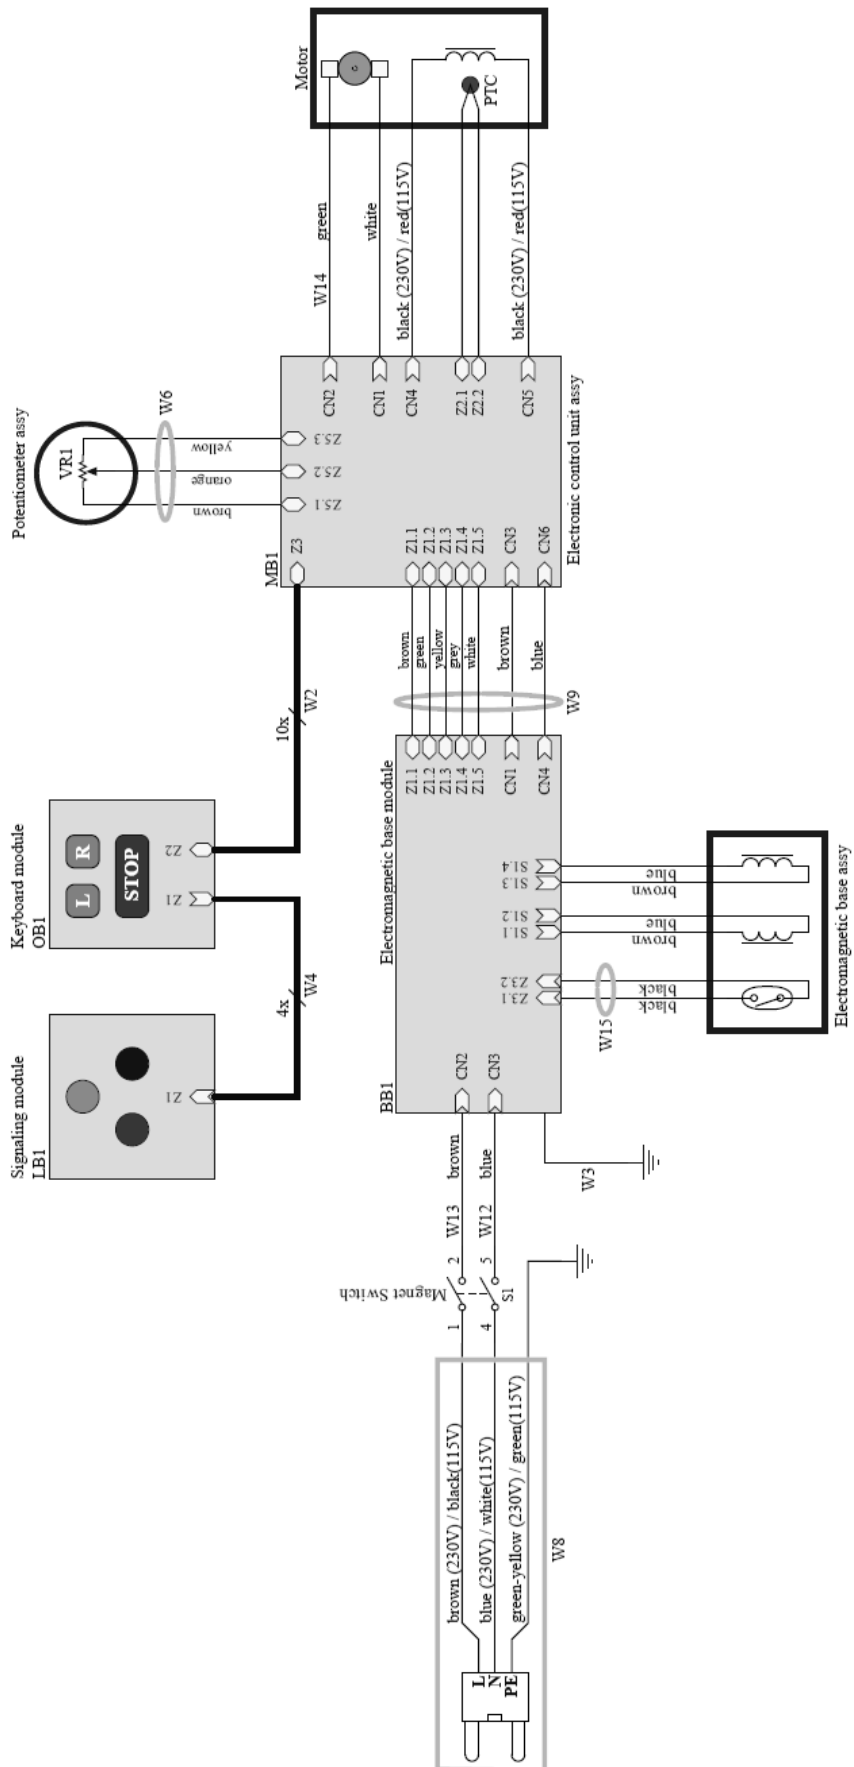 Motor
PTC
W14
green
white
black (230V) / red(115V)
black (230V) / red(115V)
Potentiometer assy
VR1
W6
yellow
orange
brown
Z5.3
Z5.2
Z5.1
CN2
CN1
CN4
Z2.1
Z2.2
CN5
MB1
Z3
Electronic control unit assy
Z1.1
Z1.2
Z1.3
Z1.4
Z1.5
CN3
CN6
brown
green
yellow
grey
white
brown
blue
W9
10x
W2
Keyboard module
OB1
L
R
STOP
Z2
Z1
4x
W4
Signaling module
LB1
Z1
Electromagnetic base module
BB1
Z1.1
Z1.2
Z1.3
Z1.4
Z1.5
CN1
CN4
S1.4
S1.3
S1.2
S1.1
Z3.2
Z3.1
CN2
CN3
blue
brown
blue
brown
black
black
W15
Electromagnetic base assy
W13
brown
W12
blue
W3
Magnet Switch
S1
1
2
4
5
brown (230V) / black(115V)
blue (230V) / white(115V)
green-yellow (230V) / green(115V)
W8
L
N
PE